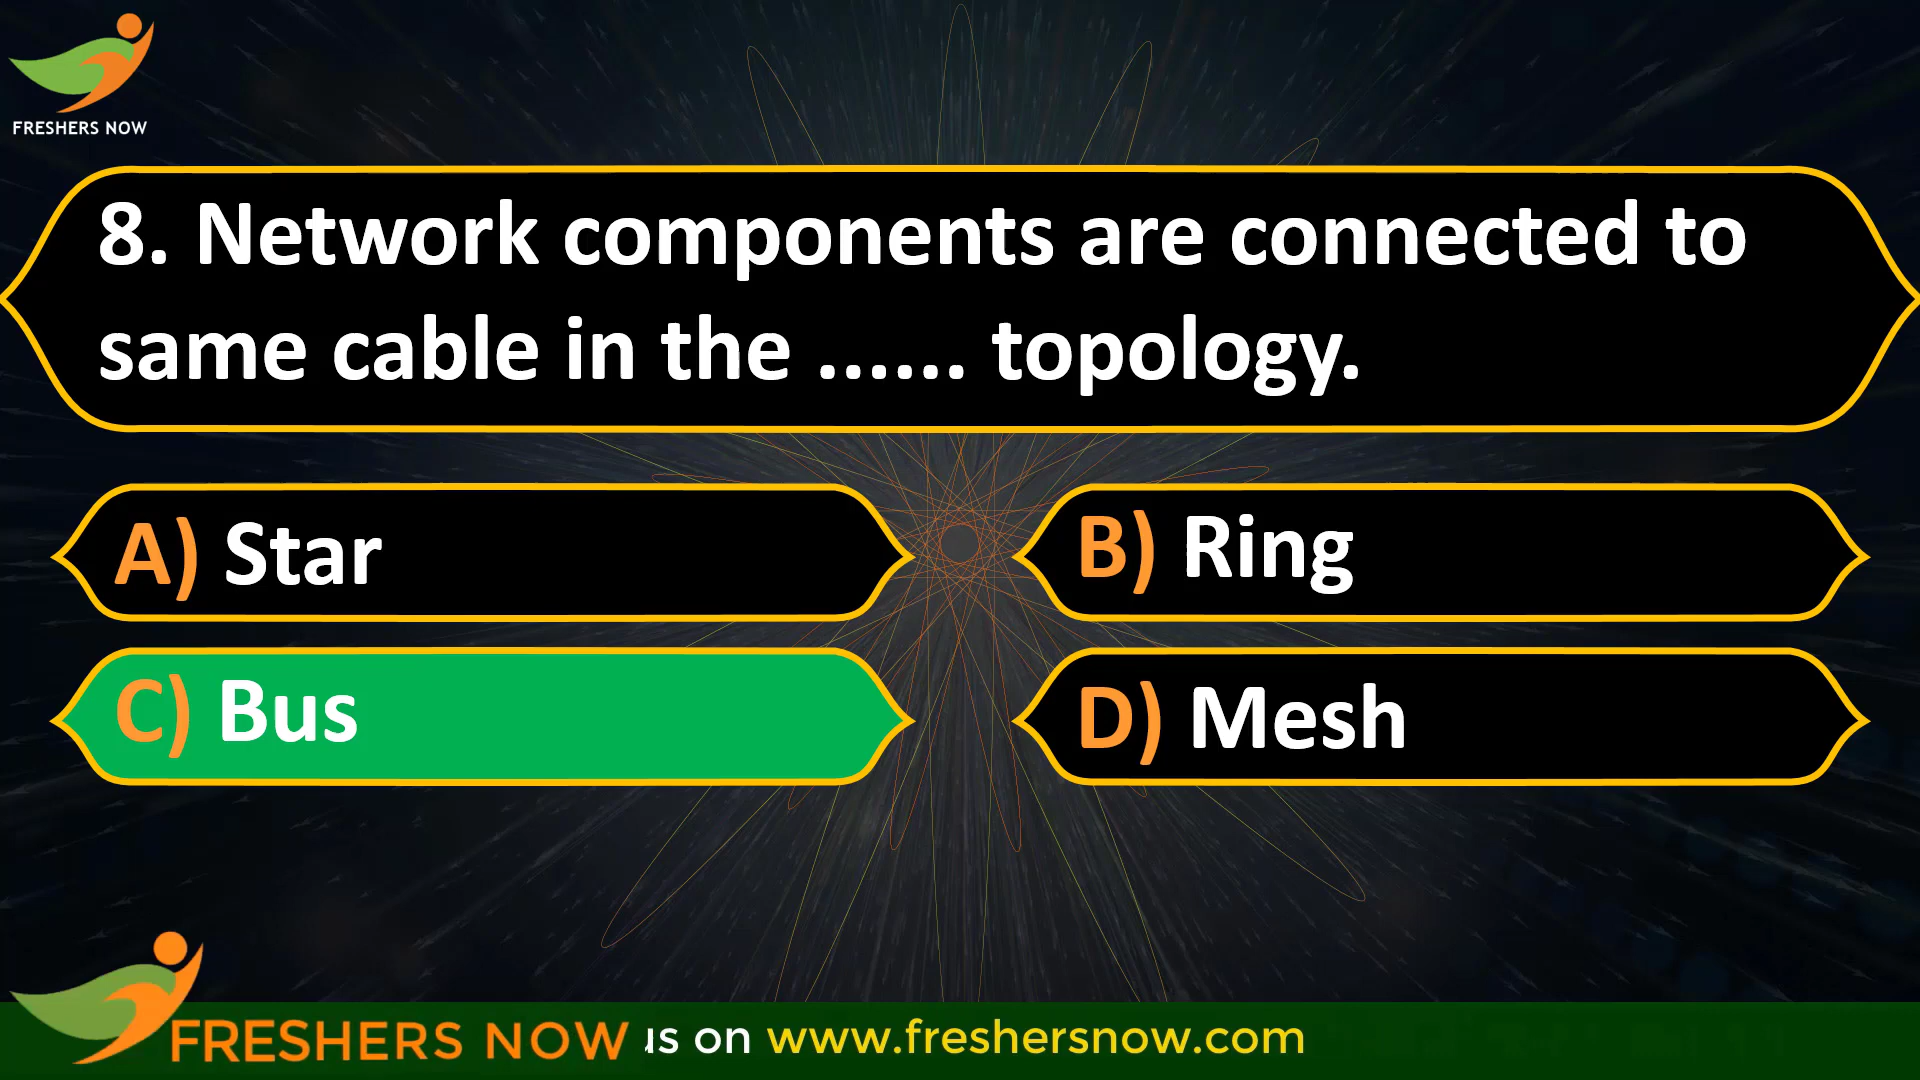 FRESHERS NOW
8. Network components are connected to
same cable in the ...... topology.
A) Star
B) Ring
C) Bus
D) Mesh
FRESHERS NOW
us on www.freshersnow.com